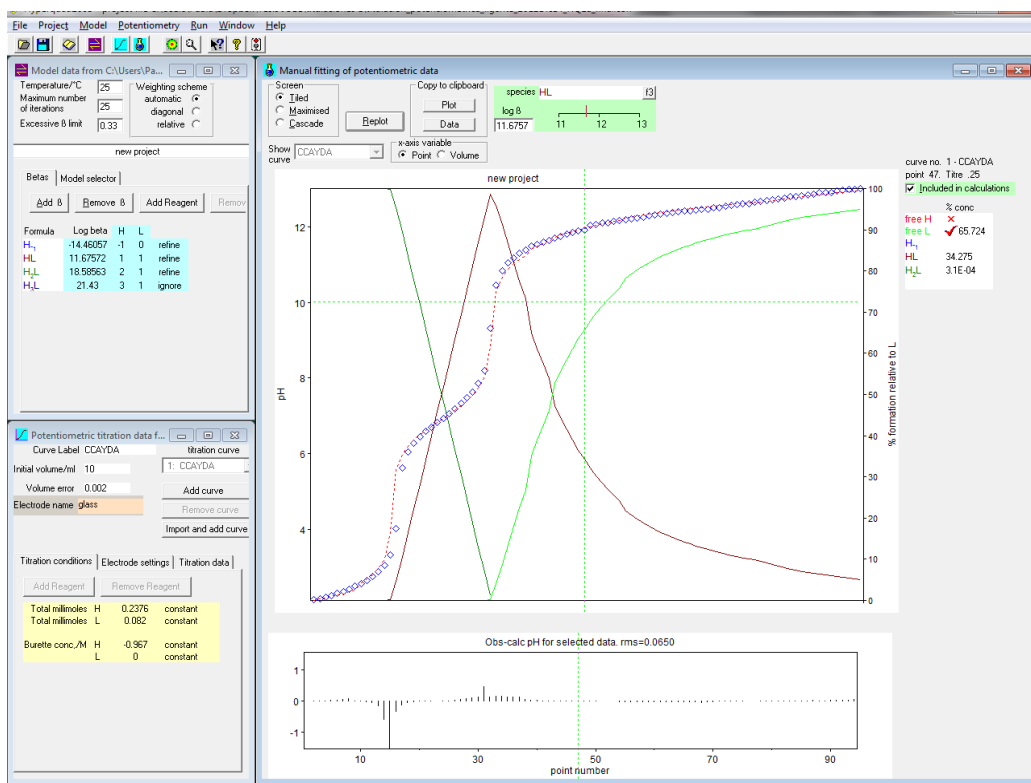 File Project Model Potentiometry Run Window Help
Model data from C:\Users\Pa...
Temperature/°C 25
Maximum number of iterations 25
Excessive ß limit 0.33
Weighting scheme
automatic
diagonal
relative
new project
Betas Model selector
Add ß Remove ß Add Reagent Remov
Formula Log beta H L
H-1 -14.46057 -1 0 refine
HL 11.67572 1 1 refine
H2L 18.58563 2 1 refine
H3L 21.43 3 1 ignore
Potentiometric titration data f...
Curve Label CCAYDA titration curve
Initial volume/ml 10 1: CCAYDA
Volume error 0.002 Add curve
Electrode name glass Remove curve
Import and add curve
Titration conditions Electrode settings Titration data
Add Reagent Remove Reagent
Total millimoles H 0.2376 constant
Total millimoles L 0.082 constant
Burette conc./M H -0.967 constant
L 0 constant
Manual fitting of potentiometric data
Screen
Tiled
Maximised
Cascade
Replot
Copy to clipboard
Plot
Data
species HL f3
log ß
11.6757 11 12 13
Show curve CCAYDA
x-axis variable
Point Volume
curve no. 1 - CCAYDA
point 47. Titre .25
Included in calculations
% conc
free H
free L 65.724
H-1
HL 34.275
H2L 3.1E-04
new project
12
10
8
6
4
pH
100
90
80
70
60
50
40
30
20
10
0
% formation relative to L
Obs-calc pH for selected data. rms=0.0650
1
0
-1
10 30 50 70 90
point number